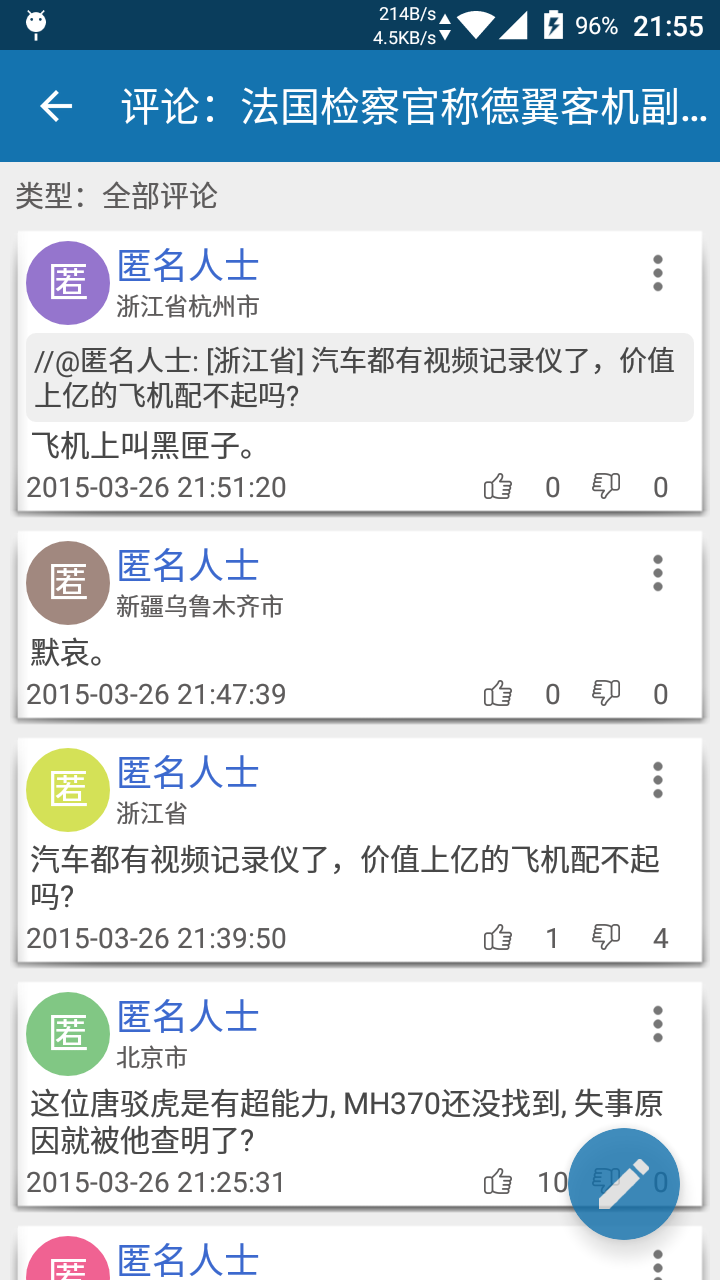 214B/s
4.5KB/s
96%
21:55
评论：法国检察官称德翼客机副...
类型：全部评论
匿
匿名人士
浙江省杭州市
//@匿名人士: [浙江省] 汽车都有视频记录仪了，价值
上亿的飞机配不起吗?
飞机上叫黑匣子。
2015-03-26 21:51:20
0
0
匿
匿名人士
新疆乌鲁木齐市
默哀。
2015-03-26 21:47:39
0
0
匿
匿名人士
浙江省
汽车都有视频记录仪了，价值上亿的飞机配不起
吗?
2015-03-26 21:39:50
1
4
匿
匿名人士
北京市
这位唐驳虎是有超能力, MH370还没找到, 失事原
因就被他查明了?
2015-03-26 21:25:31
10
0
匿
匿名人士